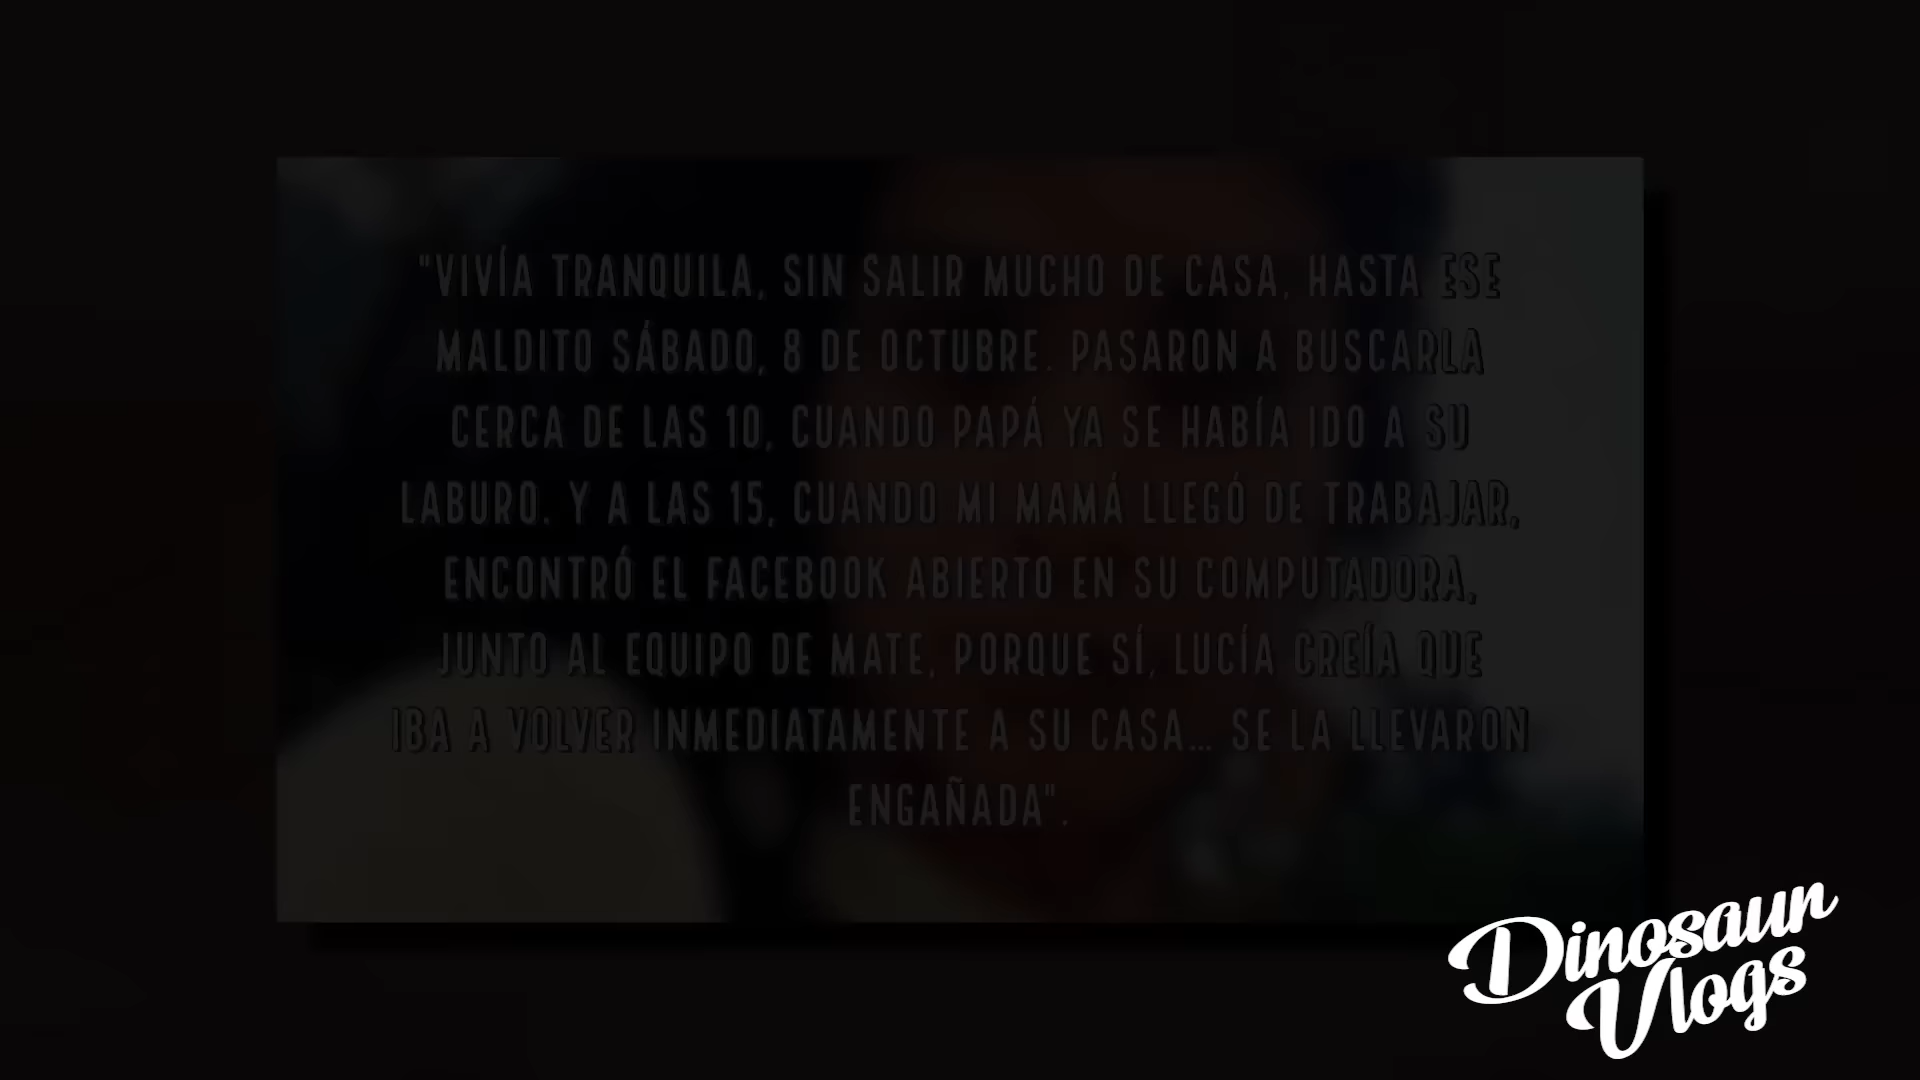 "VIVÍA TRANQUILA, SIN SALIR MUCHO DE CASA, HASTA ESE
MALDITO SÁBADO, 8 DE OCTUBRE. PASARON A BUSCARLA
CERCA DE LAS 10, CUANDO PAPÁ YA SE HABÍA IDO A SU
LABURO. Y A LAS 15, CUANDO MI MAMÁ LLEGÓ DE TRABAJAR,
ENCONTRÓ EL FACEBOOK ABIERTO EN SU COMPUTADORA,
JUNTO AL EQUIPO DE MATE, PORQUE SÍ, LUCÍA CREÍA QUE
IBA A VOLVER INMEDIATAMENTE A SU CASA... SE LA LLEVARON
ENGAÑADA".
Dinosaur
Vlogs